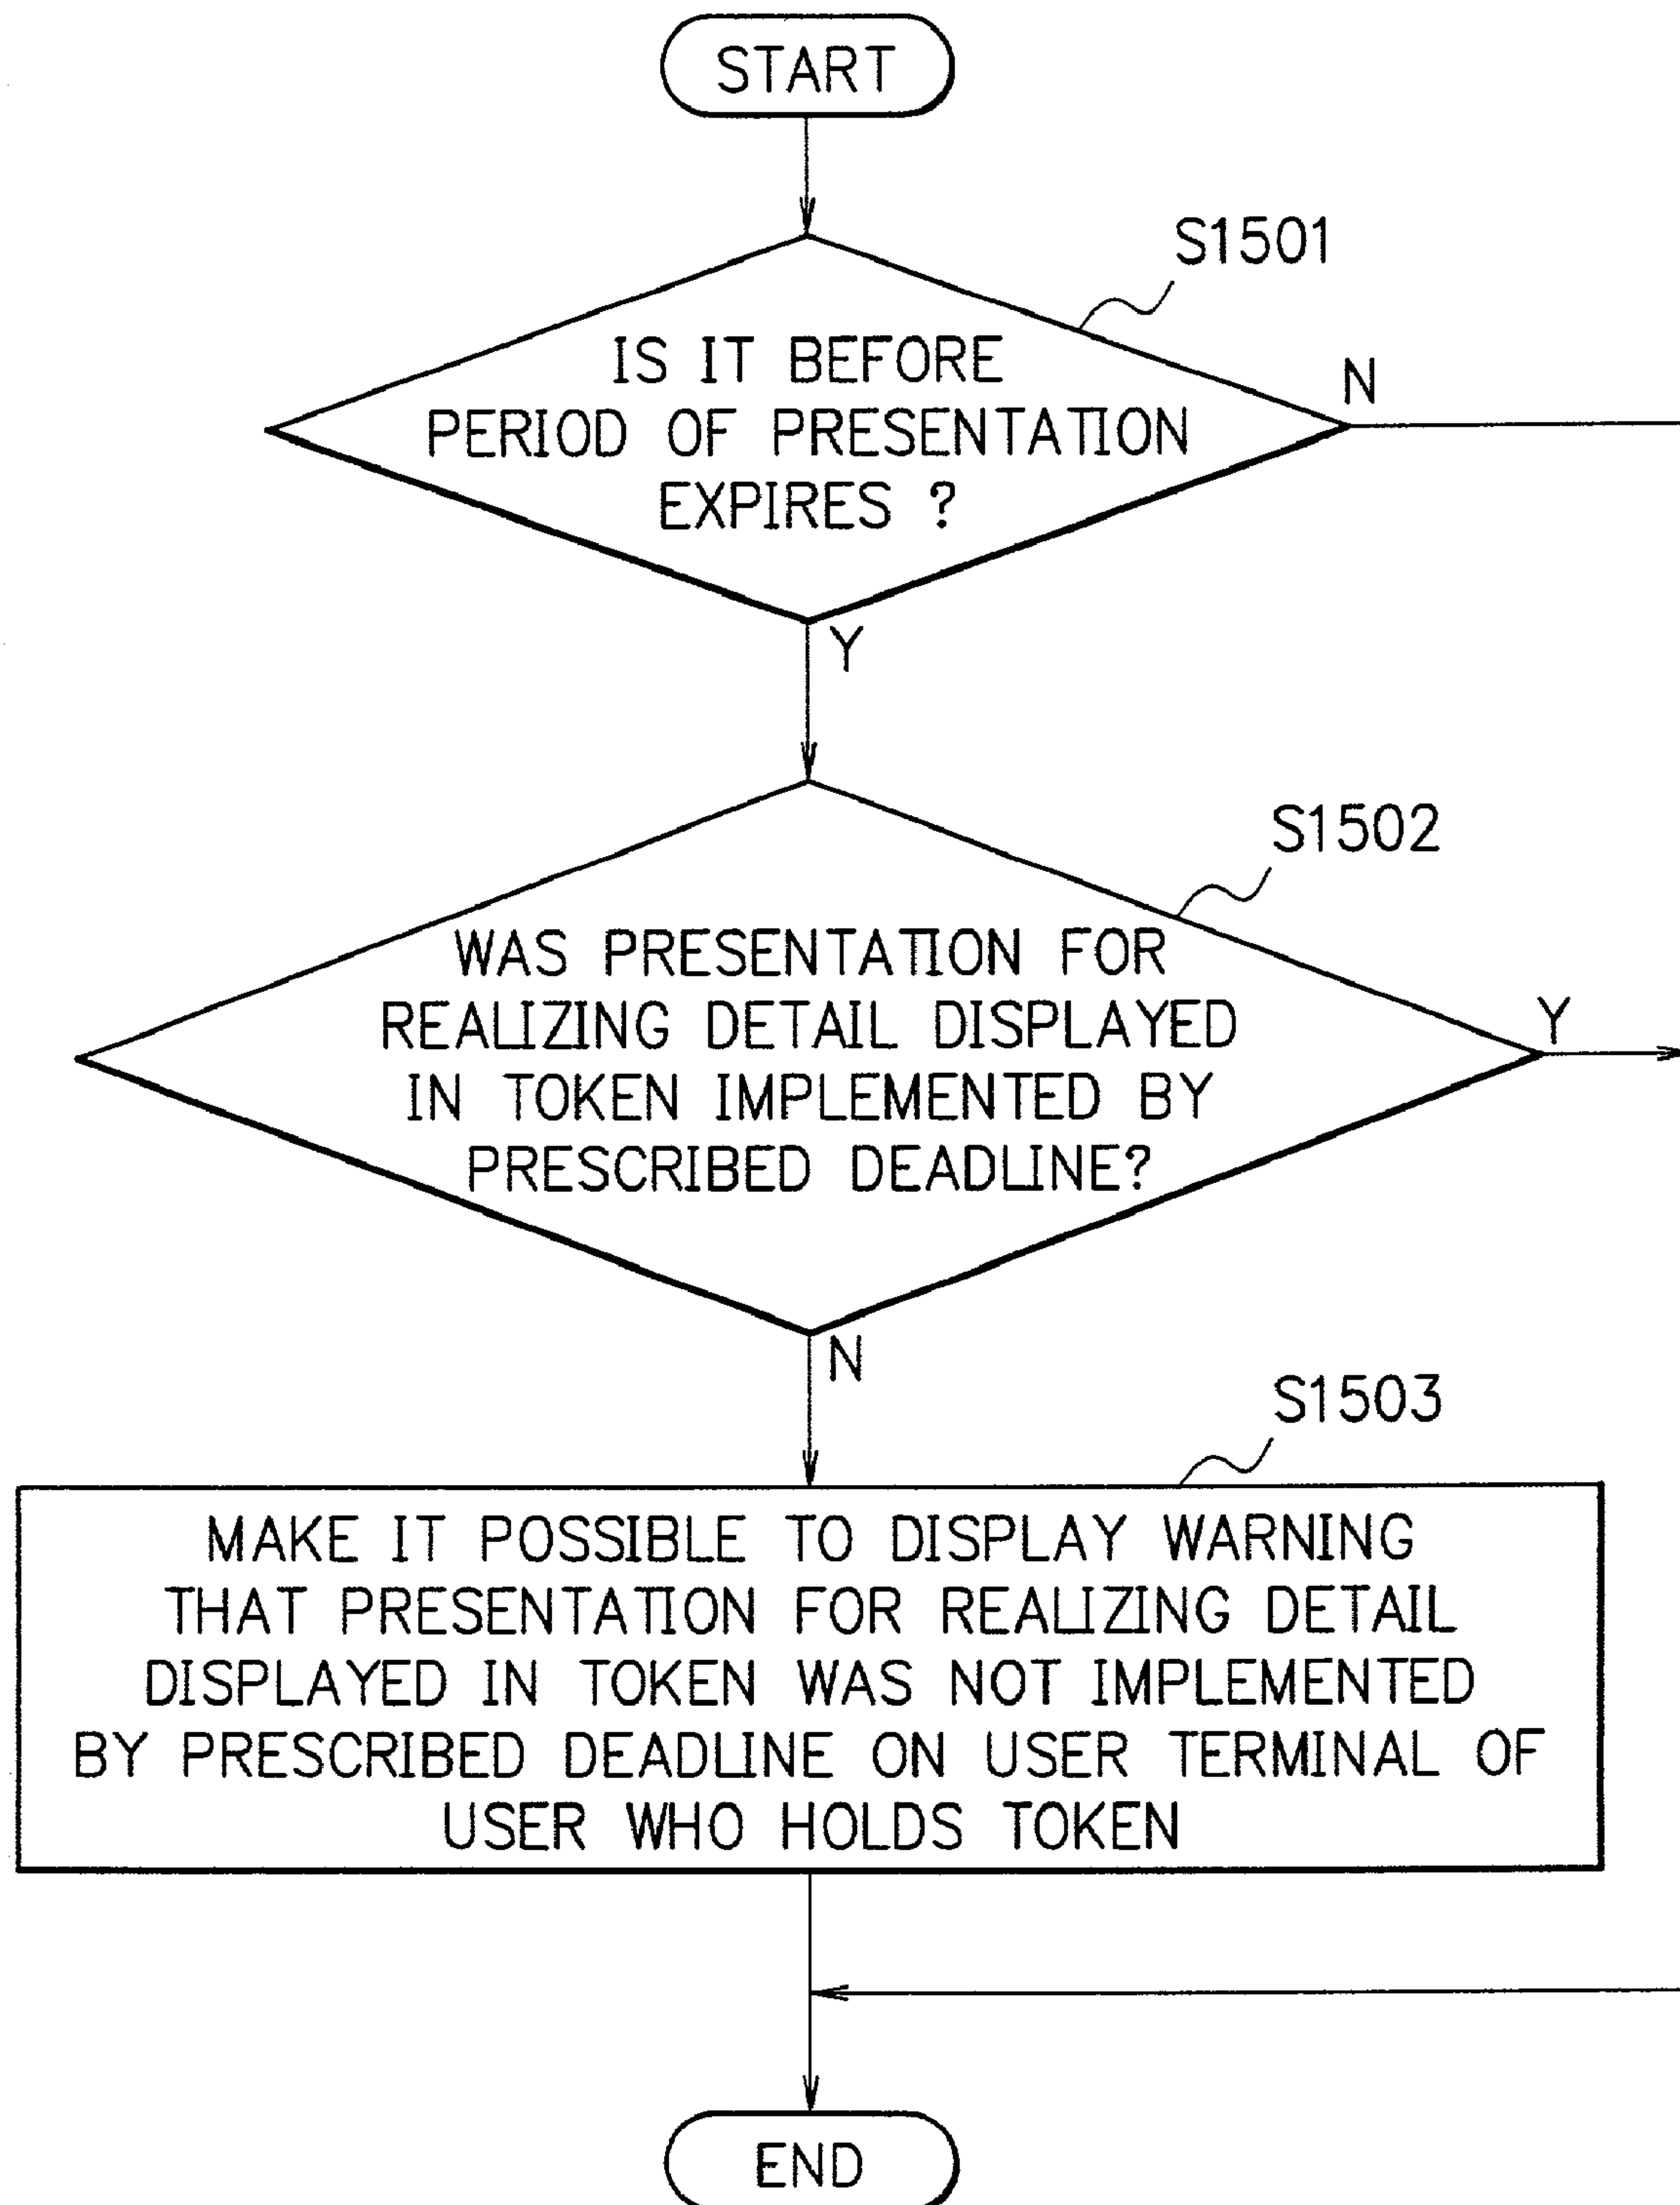 START
S1501
IS IT BEFORE
PERIOD OF PRESENTATION
EXPIRES ?
N
Y
S1502
WAS PRESENTATION FOR
REALIZING DETAIL DISPLAYED
IN TOKEN IMPLEMENTED BY
PRESCRIBED DEADLINE?
Y
N
S1503
MAKE IT POSSIBLE TO DISPLAY WARNING
THAT PRESENTATION FOR REALIZING DETAIL
DISPLAYED IN TOKEN WAS NOT IMPLEMENTED
BY PRESCRIBED DEADLINE ON USER TERMINAL OF
USER WHO HOLDS TOKEN
END